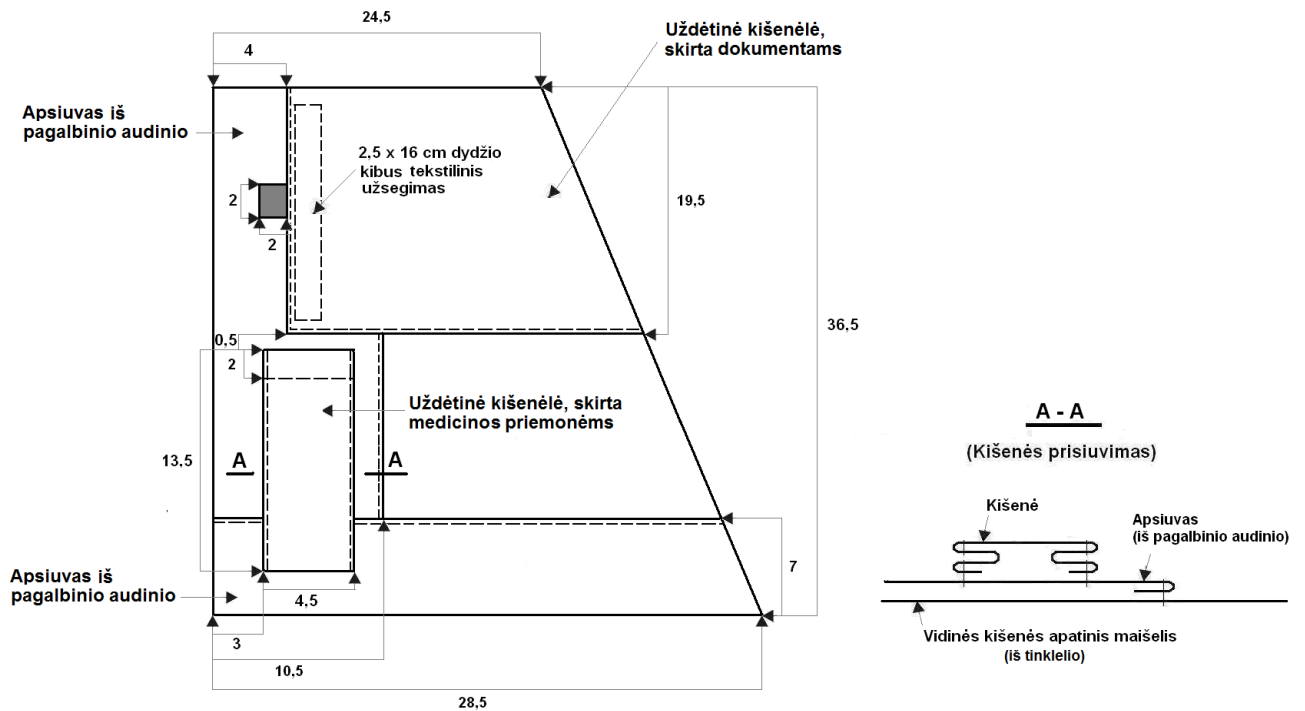 24,5
4
Uždėtinė kišenėlė,
skirta dokumentams
Apsiuvas iš
pagalbinio audinio
2,5 x 16 cm dydžio
kibus tekstilinis
užsegimas
2
2
19,5
36,5
0,5
2
Uždėtinė kišenėlė, skirta
medicinos priemonėms
13,5
A
A
A - A
(Kišenės prisiuvimas)
Kišenė
Apsiuvas
(iš pagalbinio audinio)
7
Apsiuvas iš
pagalbinio audinio
4,5
3
10,5
28,5
Vidinės kišenės apatinis maišelis
(iš tinklelio)